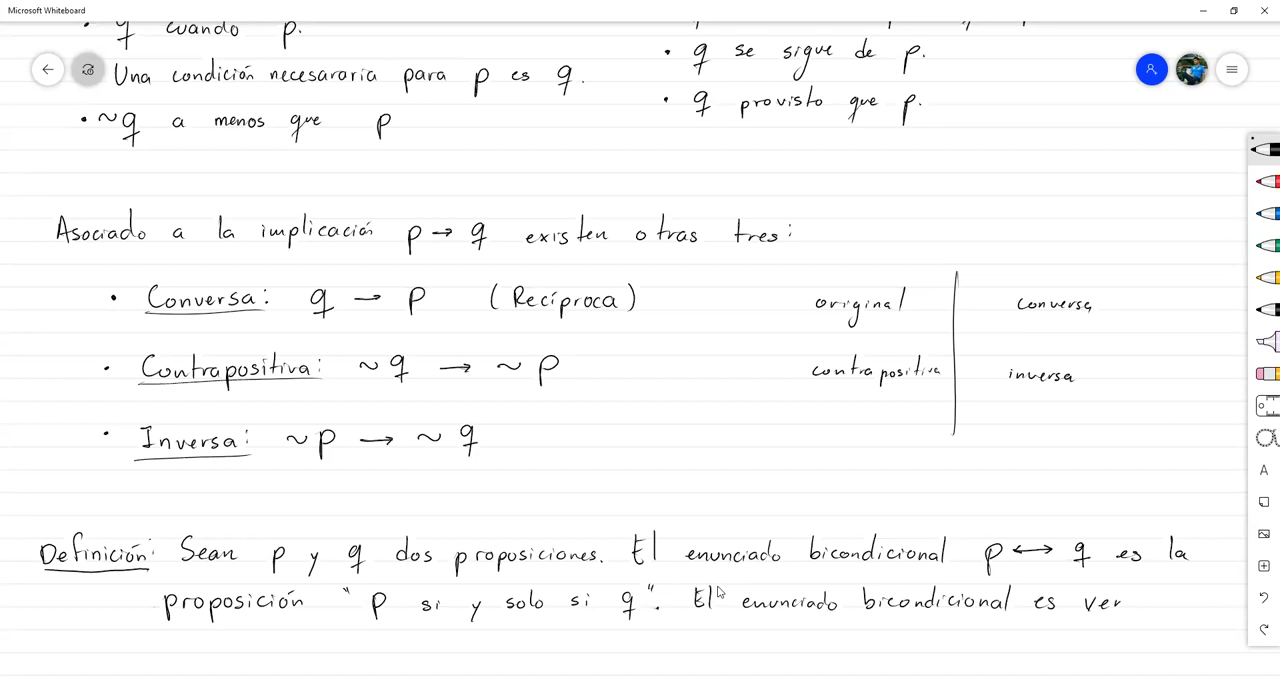 Microsoft Whiteboard
• q cuando p.
• q se sigue de p.
Una condición necesararia para p es q.
• q provisto que p.
• ~q a menos que p
Asociado a la implicación p → q existen otras tres:
• Conversa: q → p (Recíproca)
original conversa
• Contrapositiva: ~q → ~p
contrapositiva inversa
• Inversa: ~p → ~q
Definición: Sean p y q dos proposiciones. El enunciado bicondicional p ↔ q es la
proposición "p si y solo si q". El enunciado bicondicional es ver
A